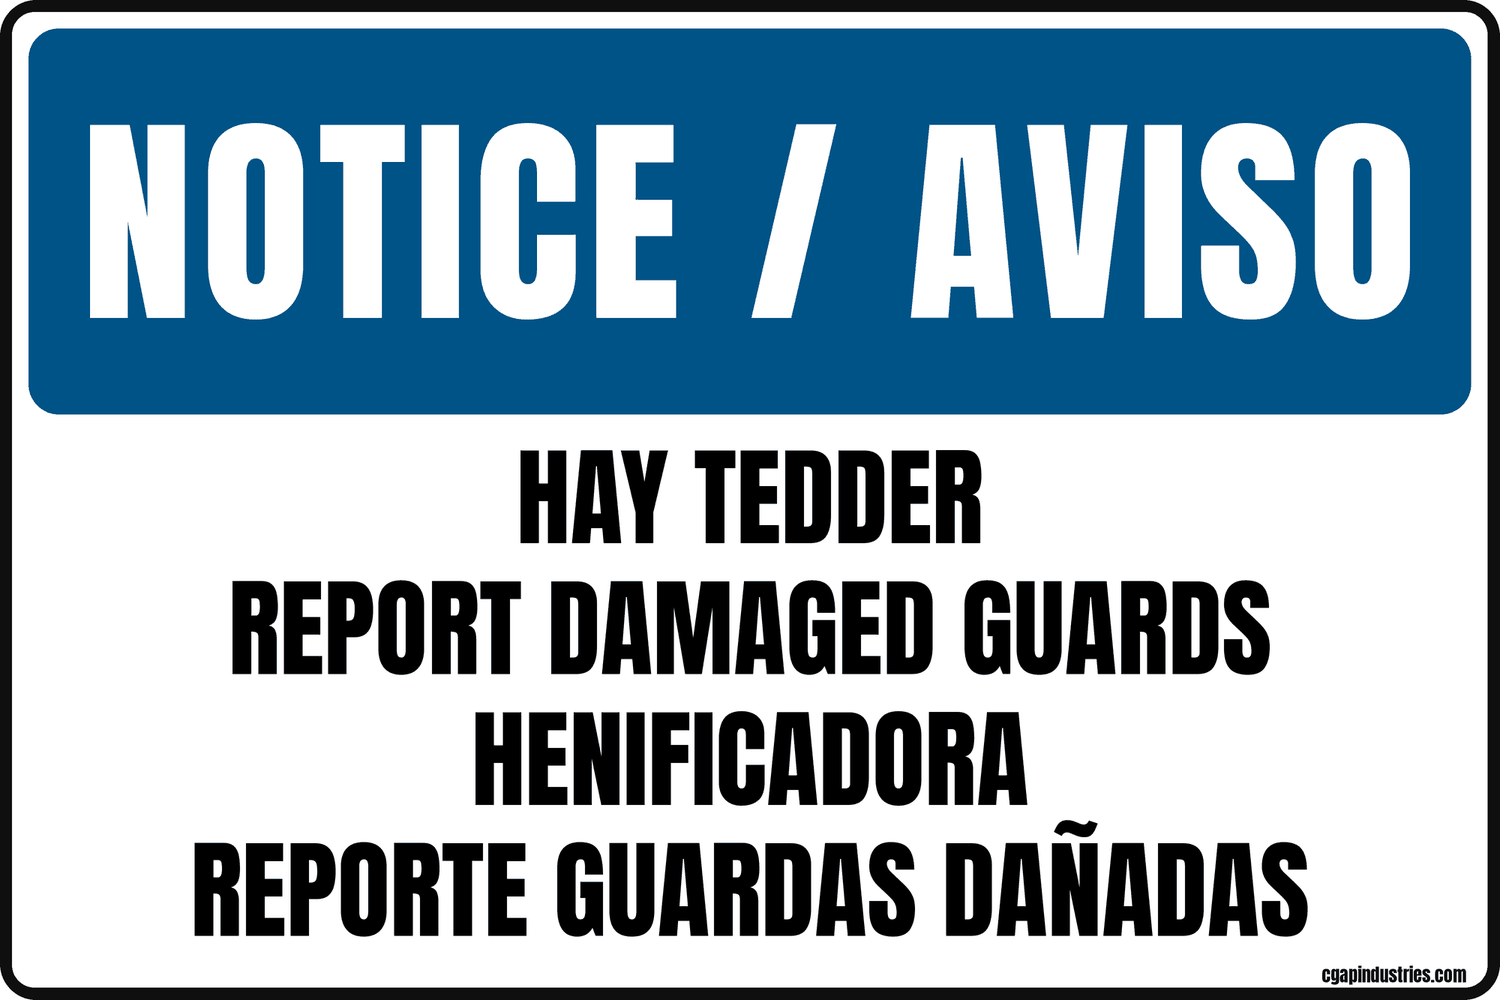 NOTICE / AVISO
HAY TEDDER
REPORT DAMAGED GUARDS
HENIFICADORA
REPORTE GUARDAS DAÑADAS
cgapindustries.com